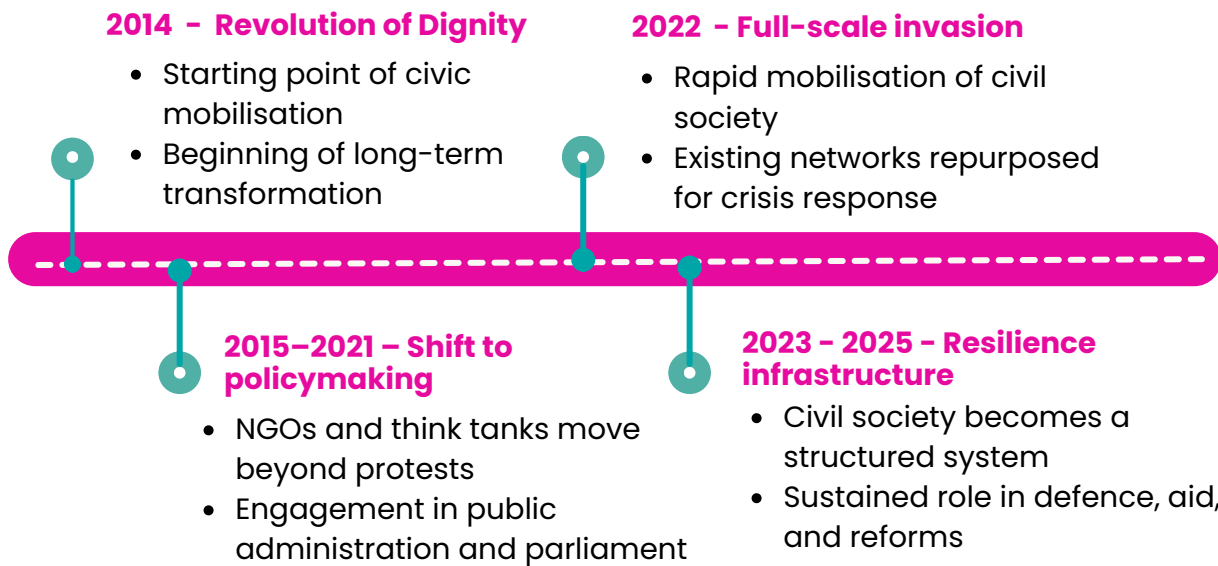 2014 - Revolution of Dignity
• Starting point of civic
mobilisation
• Beginning of long-term
transformation
2015–2021 – Shift to
policymaking
• NGOs and think tanks move
beyond protests
• Engagement in public
administration and parliament
2022 - Full-scale invasion
• Rapid mobilisation of civil
society
• Existing networks repurposed
for crisis response
2023 - 2025 - Resilience
infrastructure
• Civil society becomes a
structured system
• Sustained role in defence, aid,
and reforms